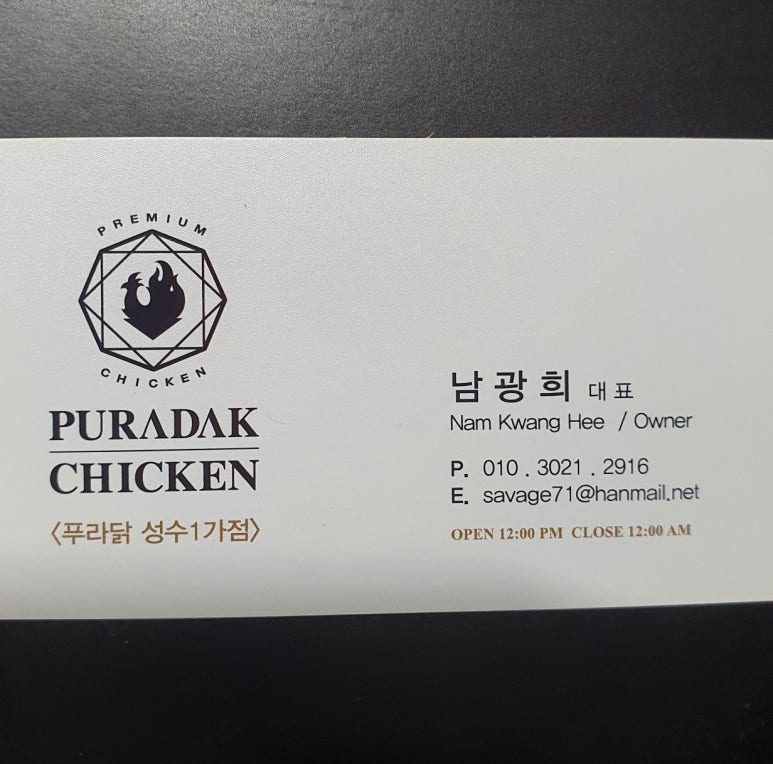 PREMIUM
CHICKEN
PURADAK
CHICKEN
<푸라닭 성수1가점>
남광희 대표
Nam Kwang Hee / Owner
P. 010 . 3021 . 2916
E. savage71@hanmail.net
OPEN 12:00 PM CLOSE 12:00 AM